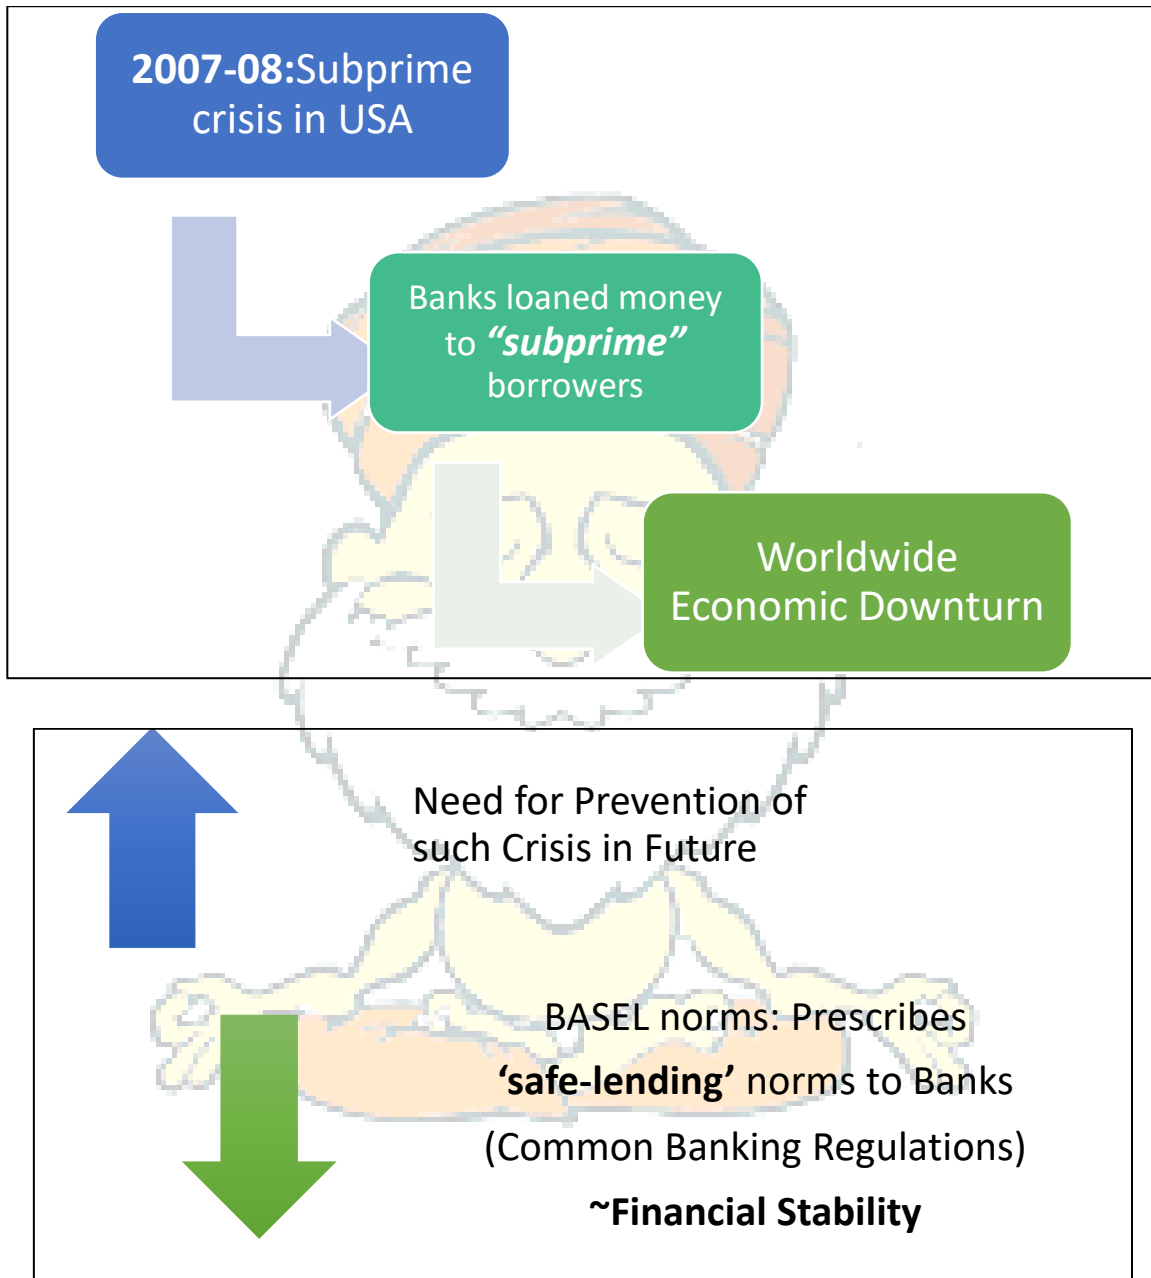 2007-08:Subprime
crisis in USA
Banks loaned money
to “subprime”
borrowers
Worldwide
Economic Downturn
Need for Prevention of
such Crisis in Future
BASEL norms: Prescribes
‘safe-lending’ norms to Banks
(Common Banking Regulations)
~Financial Stability